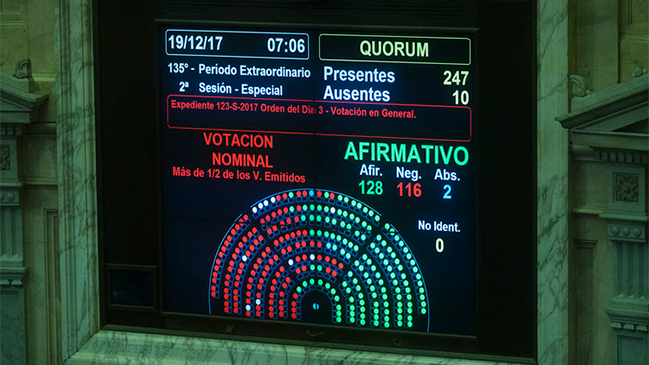 19/12/17 07:06
QUORUM
135º - Período Extraordinario
2ª Sesión - Especial
Presentes 247
Ausentes 10
Expediente 123-S-2017 Orden del Dia: 3 - Votación en General.
VOTACION
NOMINAL
Más de 1/2 de los V. Emitidos
AFIRMATIVO
Afir. Neg. Abs.
128 116 2
No Ident.
0